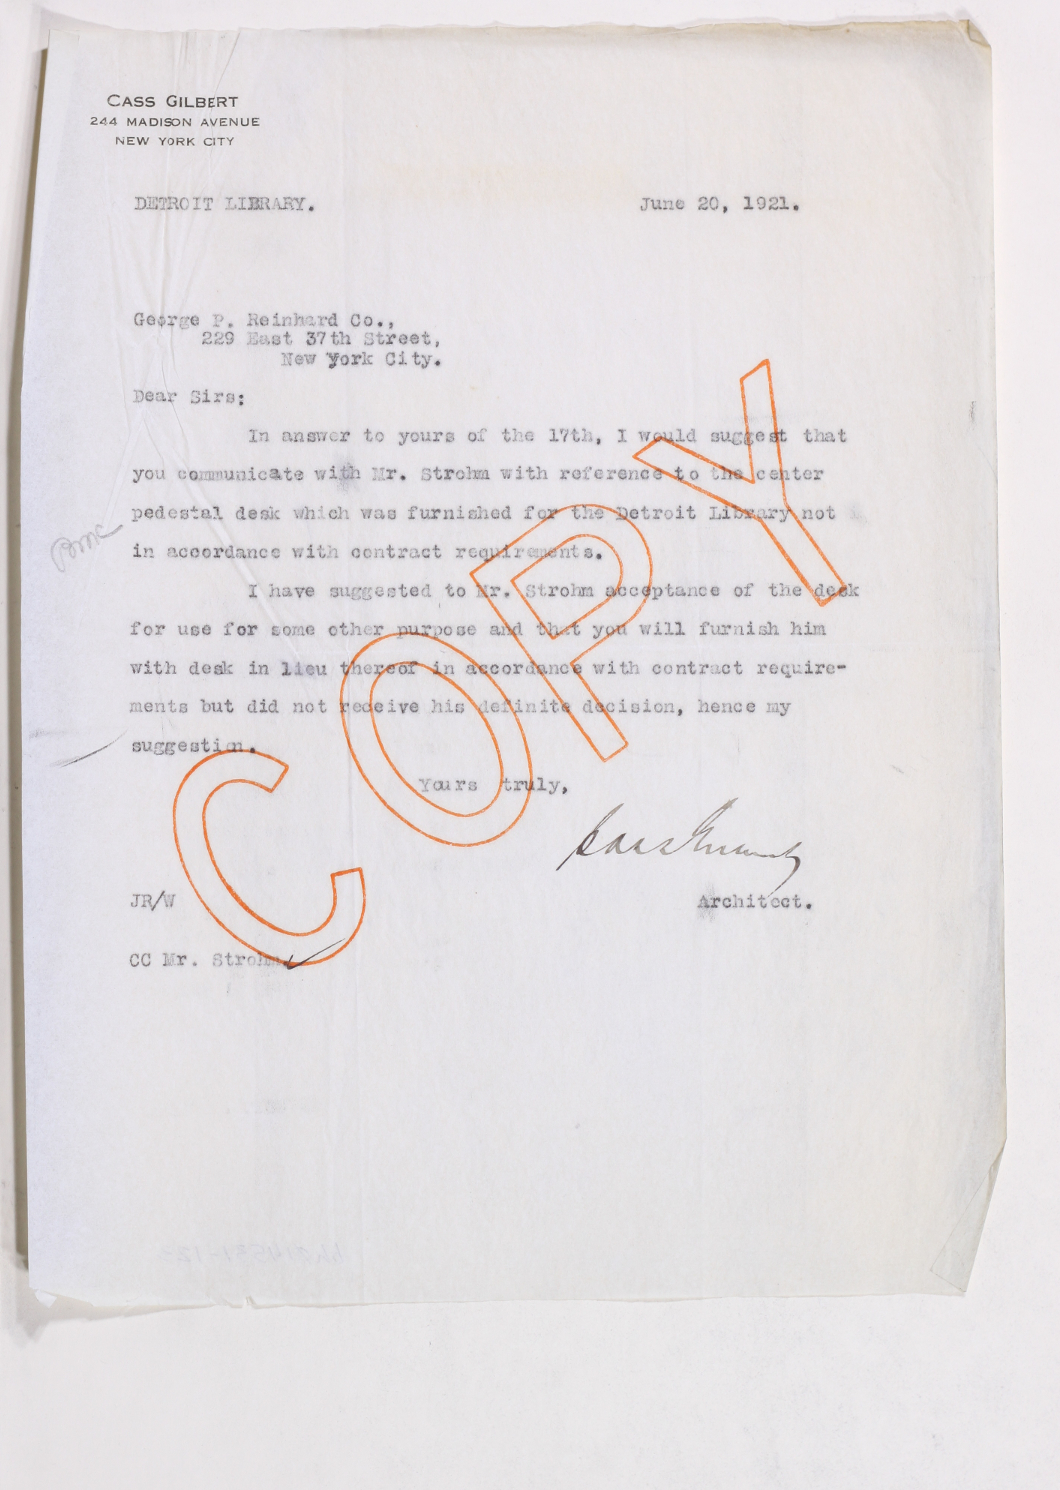 CASS GILBERT
244 MADISON AVENUE
NEW YORK CITY
DETROIT LIBRARY. June 20, 1921.
George P. Reinhard Co.,
229 East 37th Street,
New York City.
Dear Sirs:
In answer to yours of the 17th, I would suggest that
you communicate with Mr. Strohm with reference to the center
pedestal desk which was furnished for the Detroit Library not
in accordance with contract requirements.
I have suggested to Mr. Strohm acceptance of the desk
for use for some other purpose and that you will furnish him
with desk in lieu thereof in accordance with contract require-
ments but did not receive his definite decision, hence my
suggestion.
Yours truly,
Cass Gilbert
JR/W Architect.
CC Mr. Strohm.
COPY